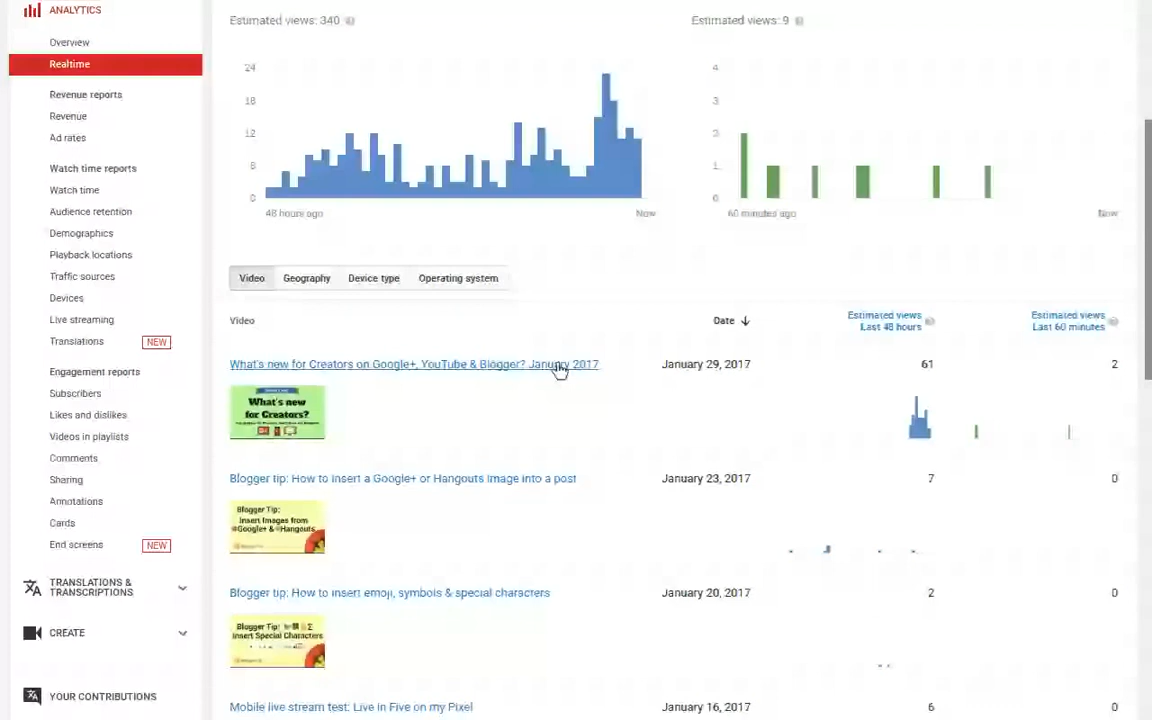 ANALYTICS
Overview
Realtime
Revenue reports
Revenue
Ad rates
Watch time reports
Watch time
Audience retention
Demographics
Playback locations
Traffic sources
Devices
Live streaming
Translations NEW
Engagement reports
Subscribers
Likes and dislikes
Videos in playlists
Comments
Sharing
Annotations
Cards
End screens NEW
TRANSLATIONS &
TRANSCRIPTIONS
CREATE
YOUR CONTRIBUTIONS
Estimated views: 340
24
18
12
6
0
48 hours ago Now
Estimated views: 9
4
3
2
1
0
60 minutes ago Now
Video Geography Device type Operating system
Video Date Estimated views Estimated views
Last 48 hours Last 60 minutes
What's new for Creators on Google+, YouTube & Blogger? January 2017 January 29, 2017 61 2
What's new
for Creators?
Blogger tip: How to insert a Google+ or Hangouts image into a post January 23, 2017 7 0
Blogger Tip:
Insert Images from
Google+ & Hangouts
Blogger tip: How to insert emoji, symbols & special characters January 20, 2017 2 0
Blogger Tip:
Insert Special Characters
Mobile live stream test: Live in Five on my Pixel January 16, 2017 6 0